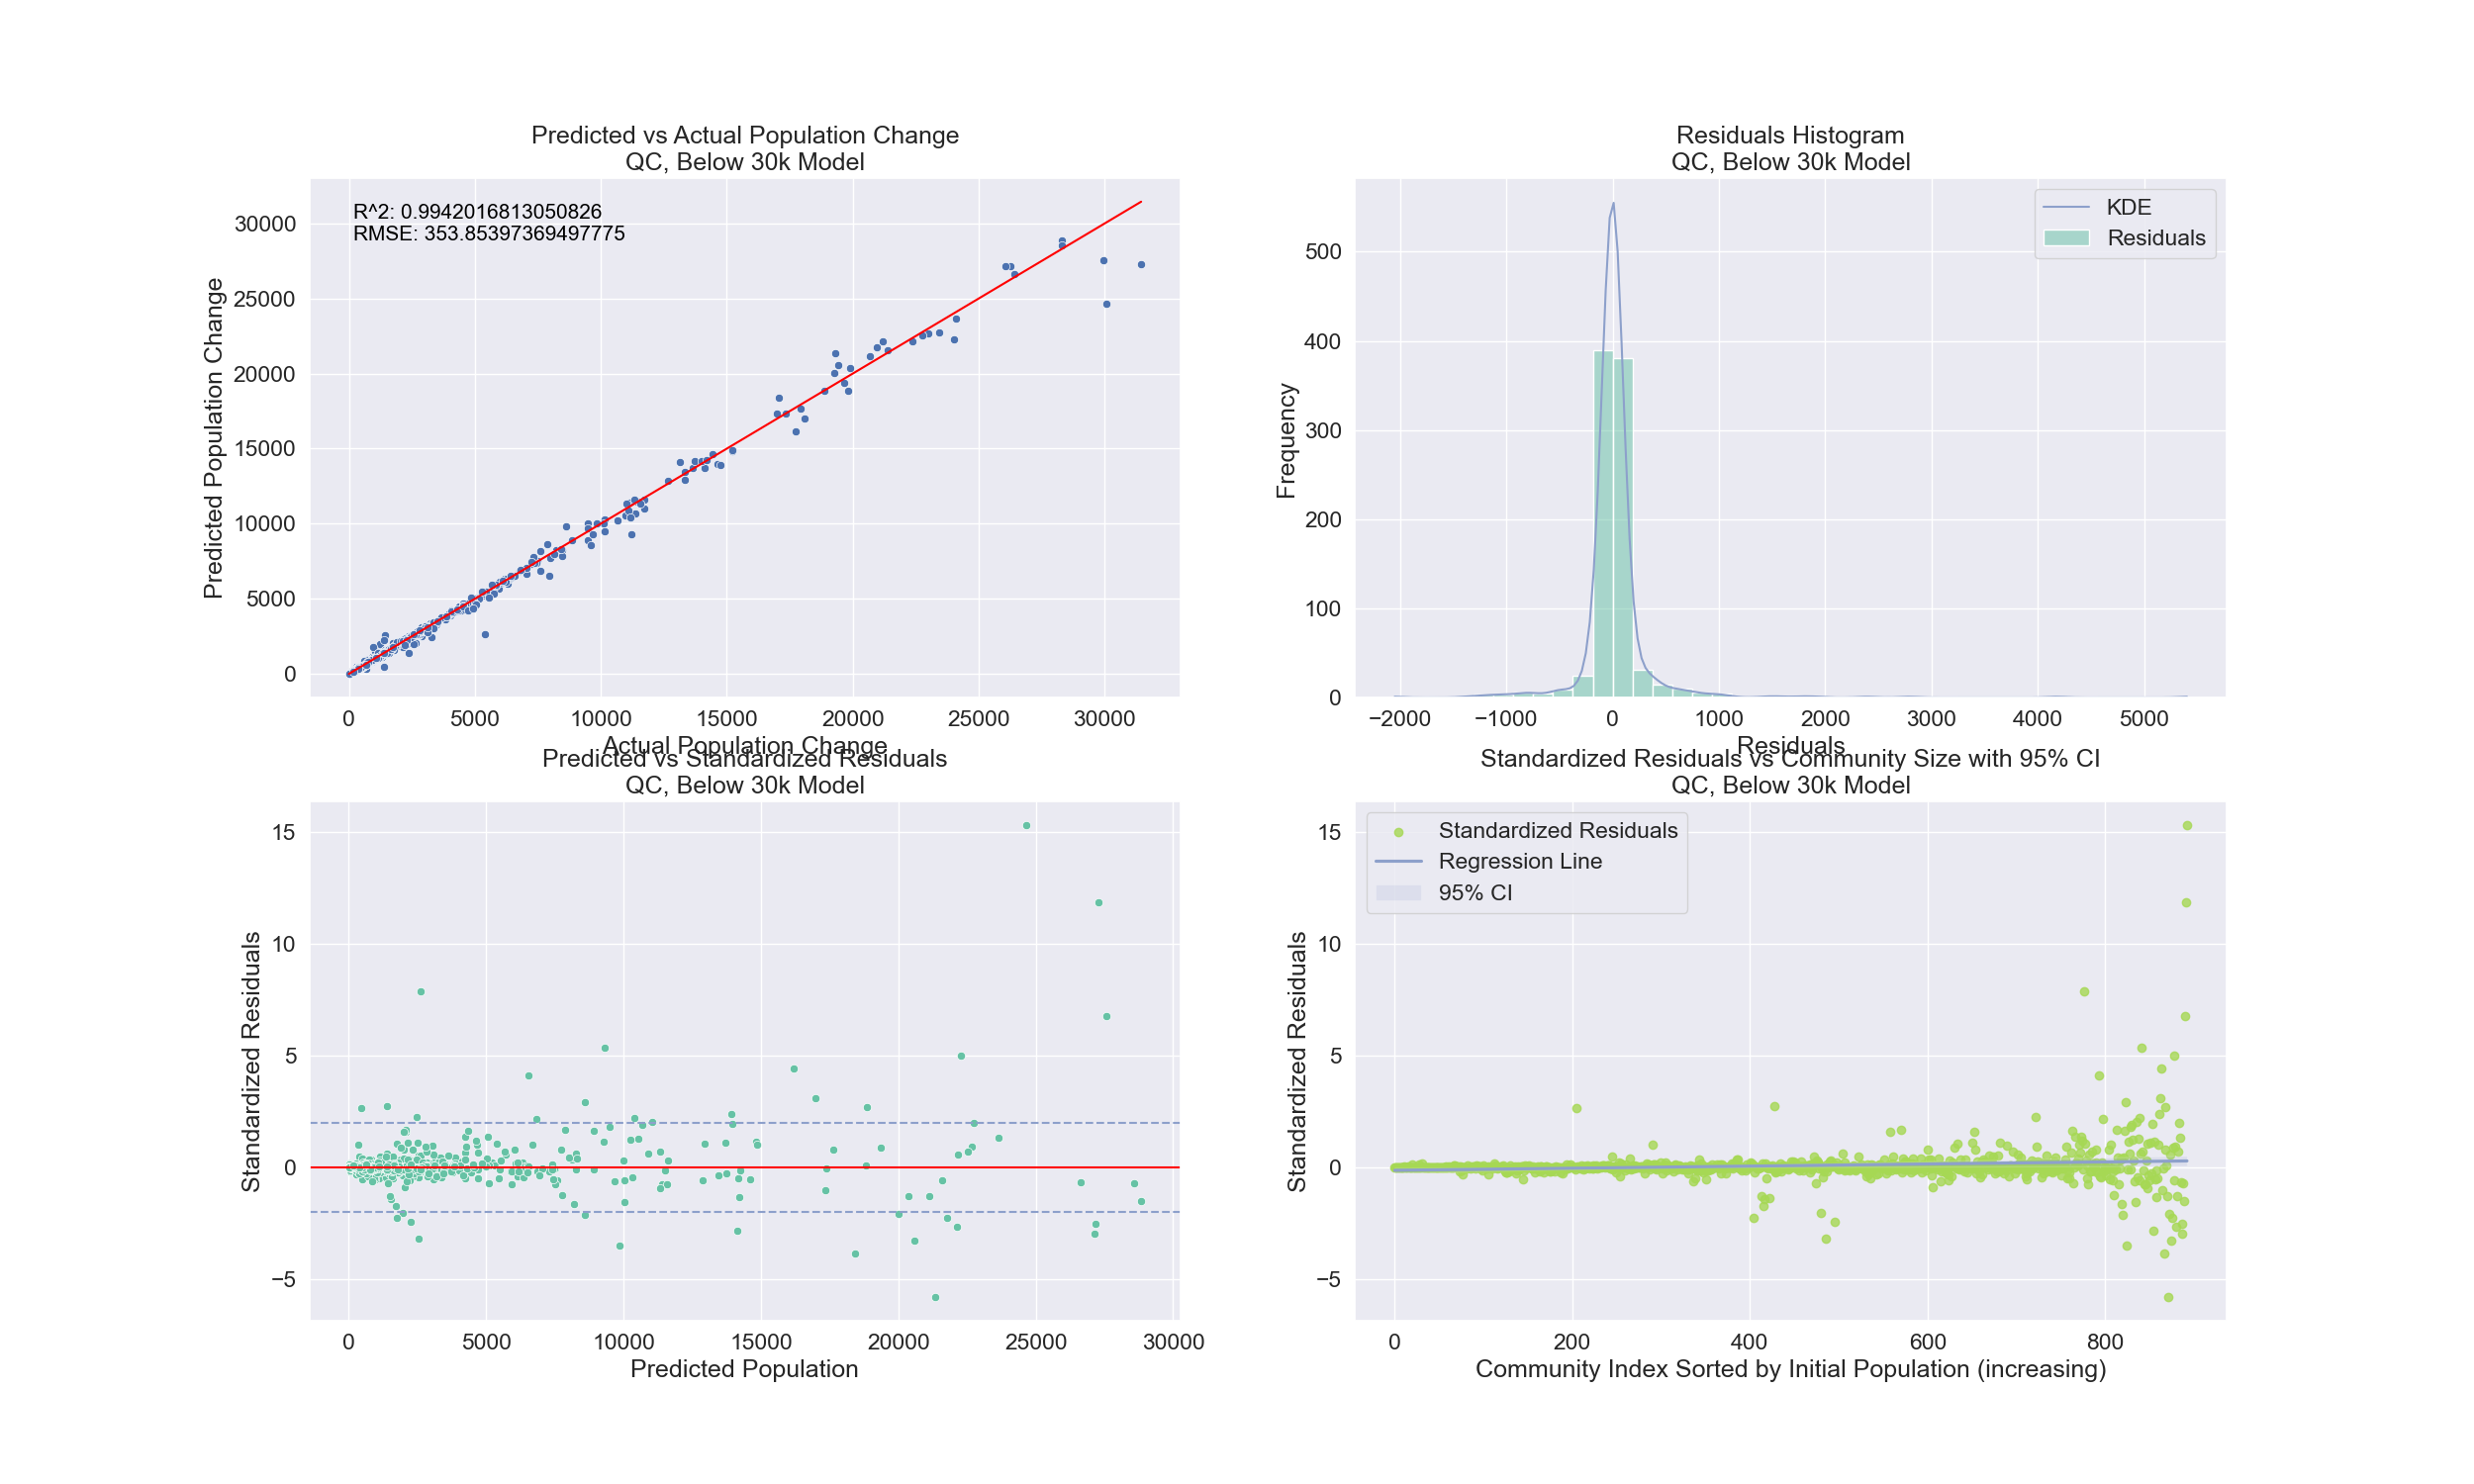 Predicted vs Actual Population Change
QC, Below 30k Model
R^2: 0.9942016813050826
RMSE: 353.85397369497775
Predicted Population Change
30000
25000
20000
15000
10000
5000
0
0 5000 10000 15000 20000 25000 30000
Actual Population Change
Residuals Histogram
QC, Below 30k Model
KDE
Residuals
Frequency
500
400
300
200
100
0
−2000 −1000 0 1000 2000 3000 4000 5000
Residuals
Predicted vs Standardized Residuals
QC, Below 30k Model
Standardized Residuals
15
10
5
0
−5
0 5000 10000 15000 20000 25000 30000
Predicted Population
Standardized Residuals vs Community Size with 95% CI
QC, Below 30k Model
Standardized Residuals
Regression Line
95% CI
Standardized Residuals
15
10
5
0
−5
0 200 400 600 800
Community Index Sorted by Initial Population (increasing)